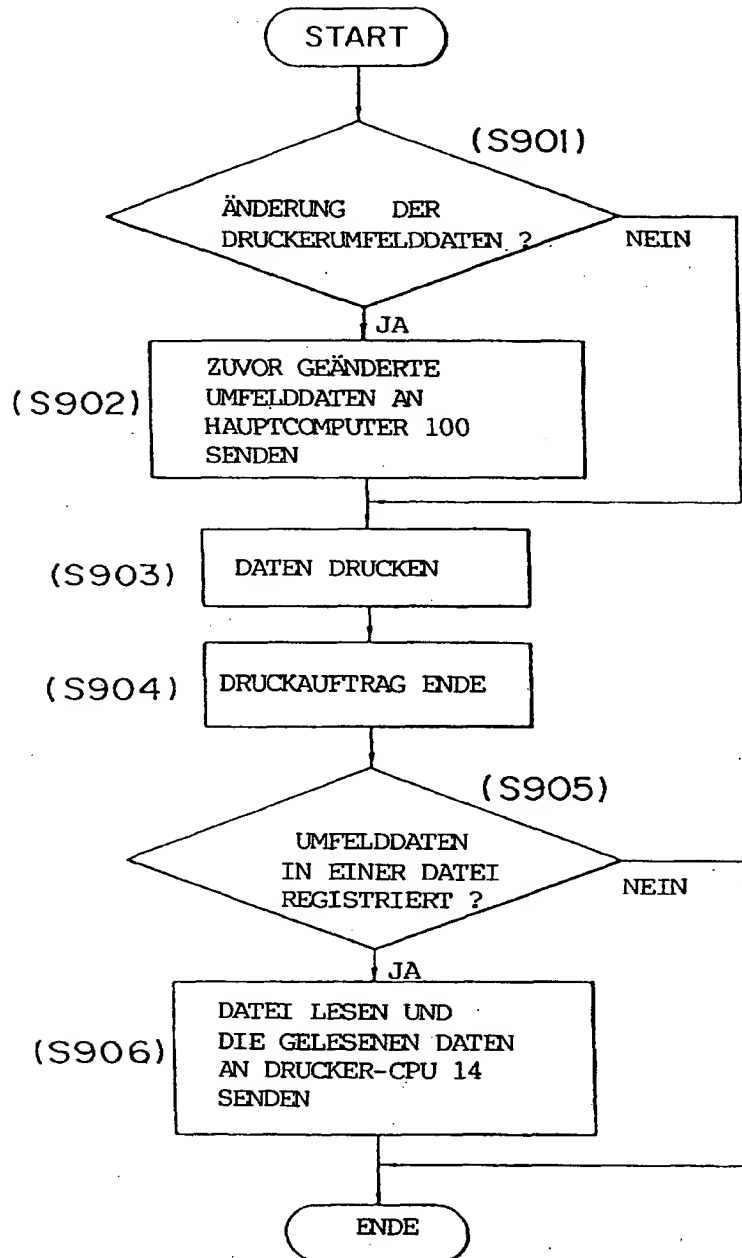 START
(S901)
ÄNDERUNG DER
DRUCKERUMFELDDATEN ?
NEIN
JA
(S902)
ZUVOR GEÄNDERTE
UMFELDDATEN AN
HAUPTCOMPUTER 100
SENDEN
(S903)
DATEN DRUCKEN
(S904)
DRUCKAUFTRAG ENDE
(S905)
UMFELDDATEN
IN EINER DATEI
REGISTRIERT ?
NEIN
JA
(S906)
DATEI LESEN UND
DIE GELESENEN DATEN
AN DRUCKER-CPU 14
SENDEN
ENDE